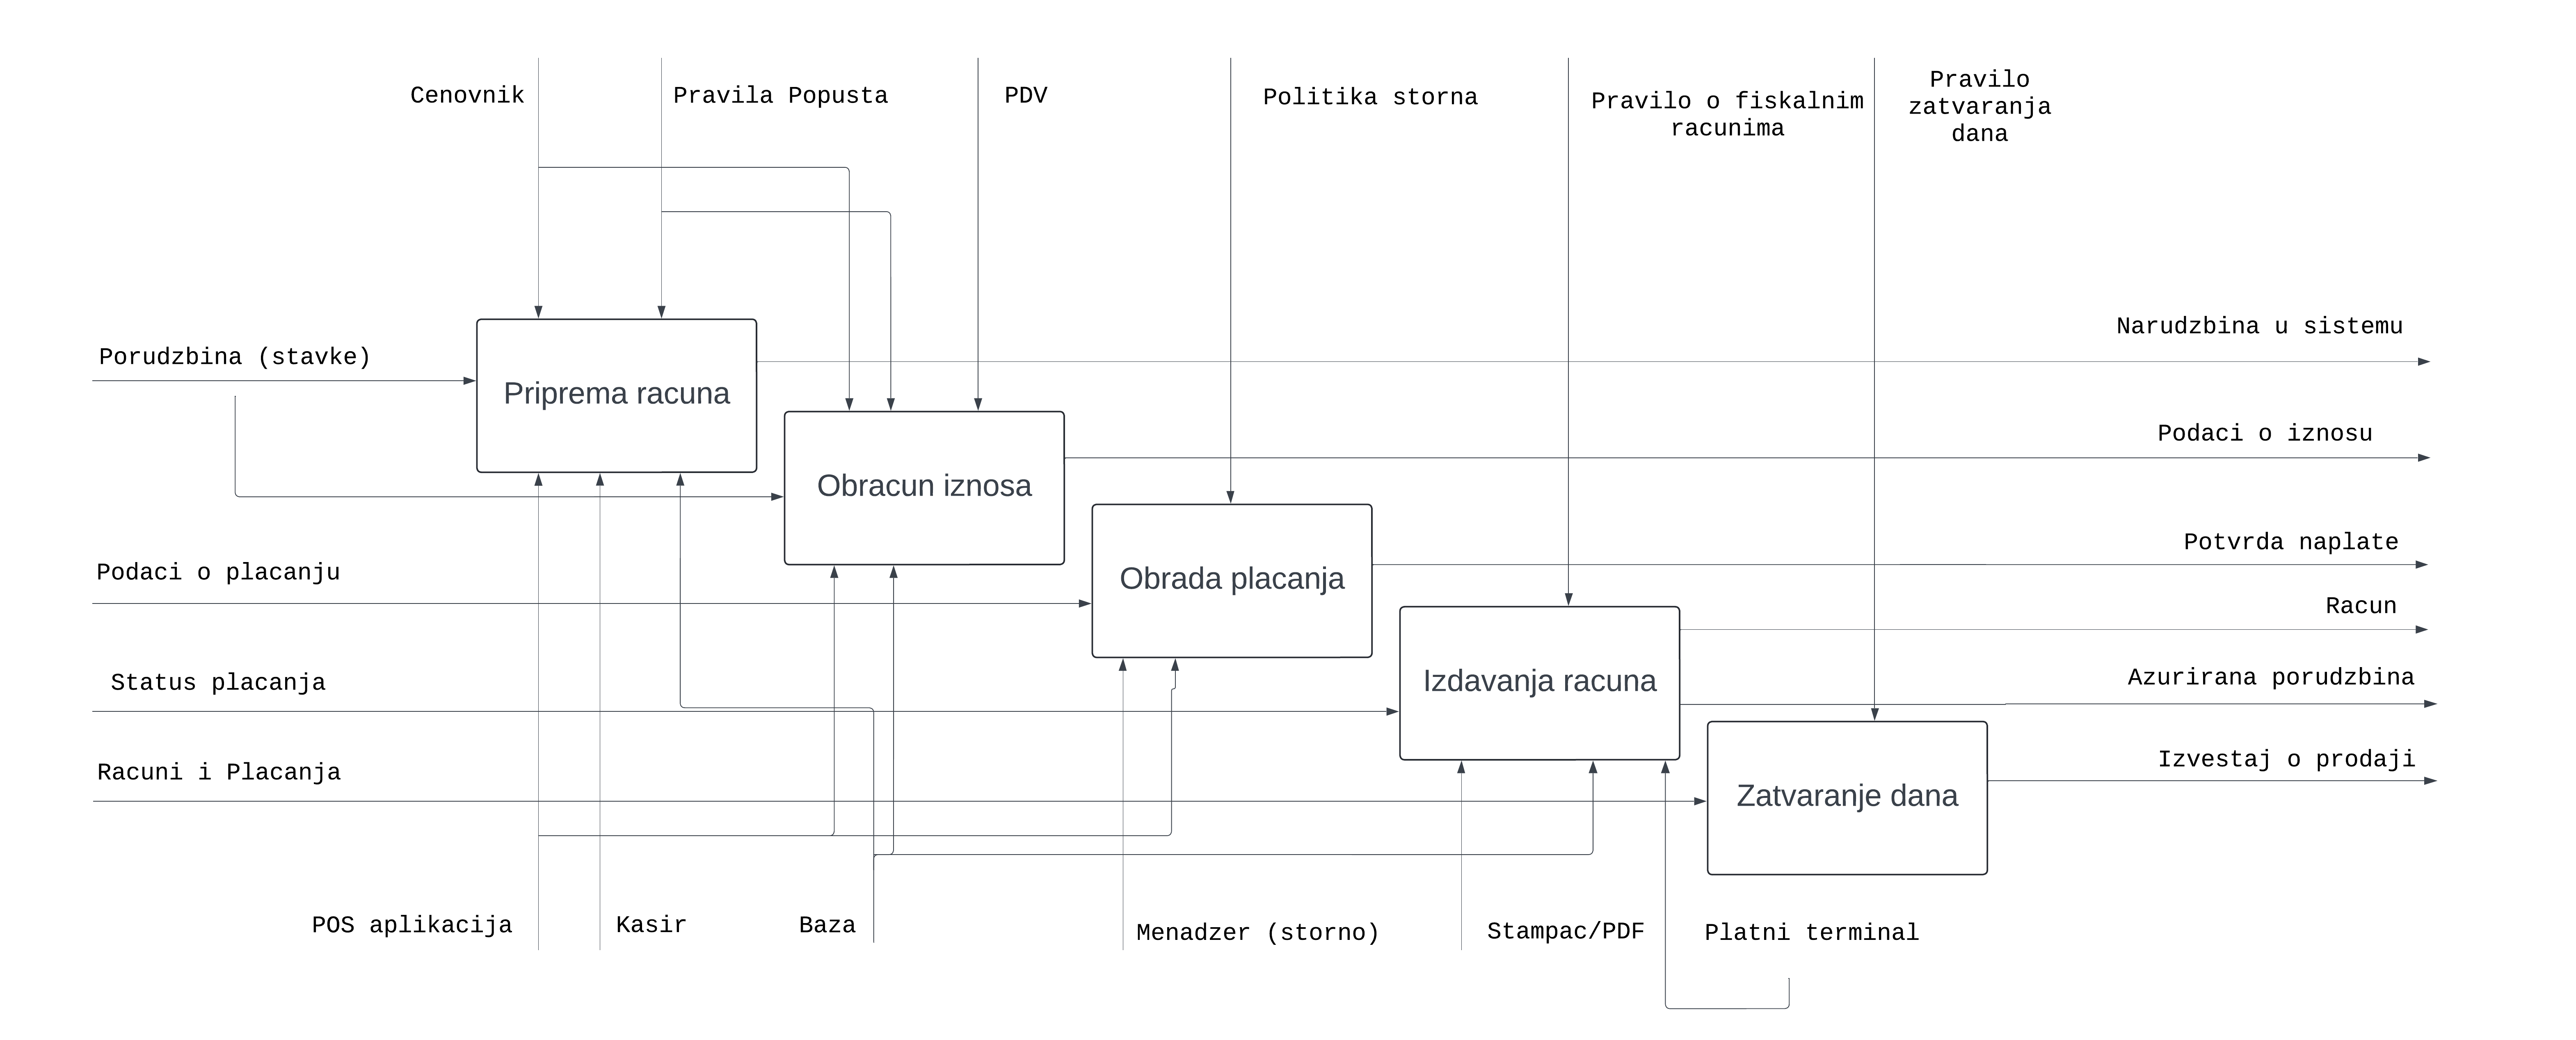 Cenovnik
Pravila Popusta
PDV
Politika storna
Pravilo o fiskalnim
racunima
Pravilo
zatvaranja
dana
Narudzbina u sistemu
Porudzbina (stavke)
Priprema racuna
Podaci o iznosu
Obracun iznosa
Potvrda naplate
Podaci o placanju
Obrada placanja
Racun
Status placanja
Izdavanja racuna
Azurirana porudzbina
Izvestaj o prodaji
Racuni i Placanja
Zatvaranje dana
POS aplikacija
Kasir
Baza
Menadzer (storno)
Stampac/PDF
Platni terminal